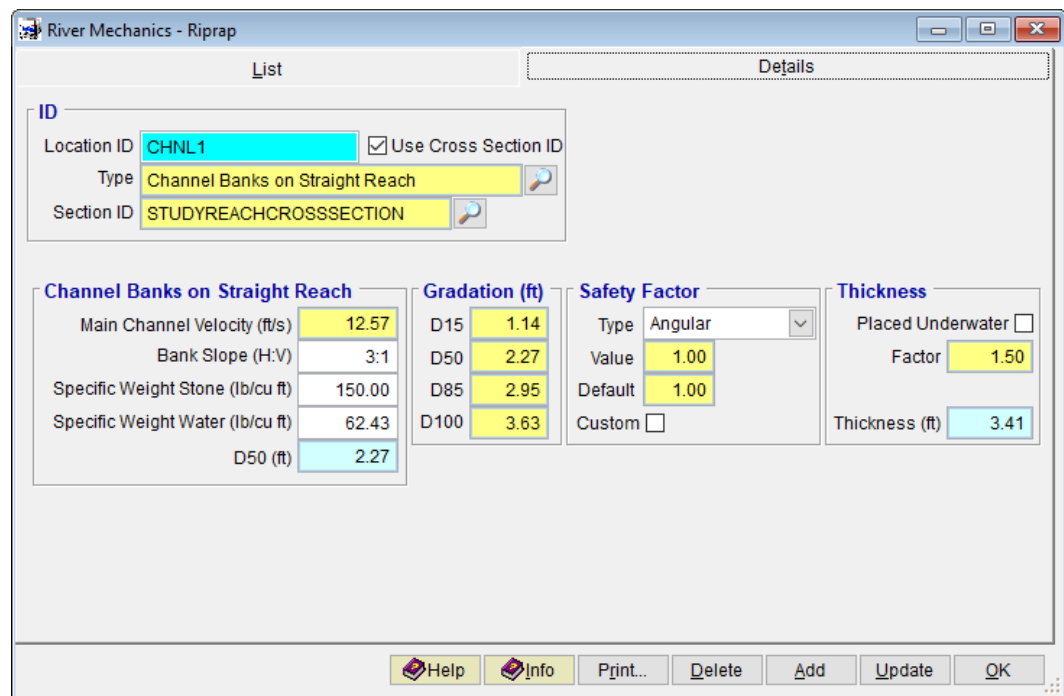 River Mechanics - Riprap
List
Details
ID
Location ID CHNL1 Use Cross Section ID
Type Channel Banks on Straight Reach
Section ID STUDYREACHCROSSSECTION
Channel Banks on Straight Reach
Main Channel Velocity (ft/s) 12.57
Bank Slope (H:V) 3:1
Specific Weight Stone (lb/cu ft) 150.00
Specific Weight Water (lb/cu ft) 62.43
D50 (ft) 2.27
Gradation (ft)
D15 1.14
D50 2.27
D85 2.95
D100 3.63
Safety Factor
Type Angular
Value 1.00
Default 1.00
Custom
Thickness
Placed Underwater
Factor 1.50
Thickness (ft) 3.41
Help Info Print... Delete Add Update OK